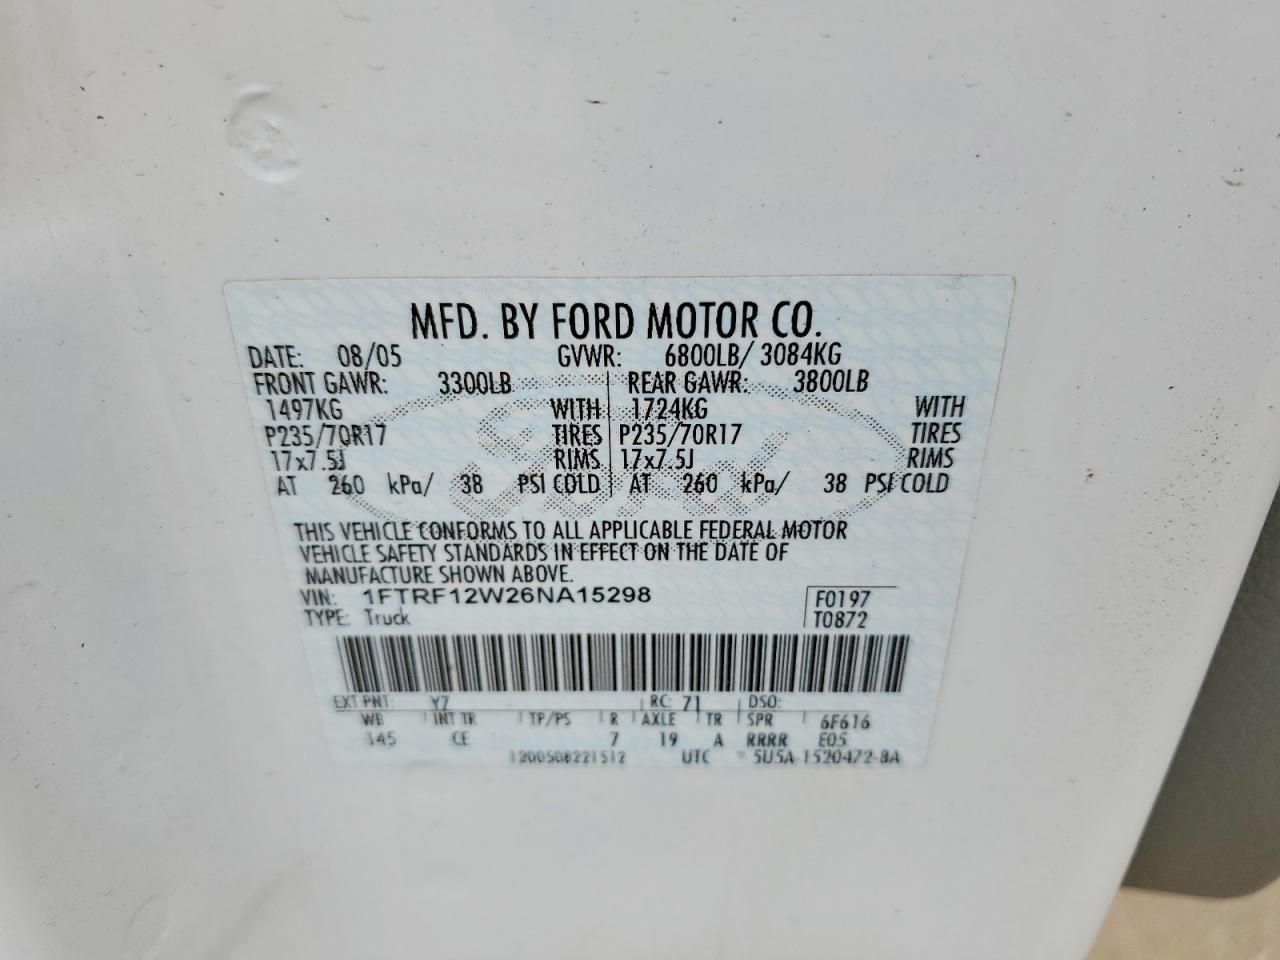 MFD. BY FORD MOTOR CO.
DATE: 08/05 GVWR: 6800LB/ 3084KG
FRONT GAWR: 3300LB REAR GAWR: 3800LB
1497KG WITH 1724KG WITH
P235/70R17 TIRES P235/70R17 TIRES
17x7.5J RIMS 17x7.5J RIMS
AT 260 kPa/ 38 PSI COLD AT 260 kPa/ 38 PSI COLD
THIS VEHICLE CONFORMS TO ALL APPLICABLE FEDERAL MOTOR
VEHICLE SAFETY STANDARDS IN EFFECT ON THE DATE OF
MANUFACTURE SHOWN ABOVE.
VIN: 1FTRF12W26NA15298 F0197
TYPE: Truck T0872
EXT PNT: Y7 RC: 71 DSO:
WB INT TR TP/PS R AXLE TR SPR 6F616
145 CE 7 19 A RRRR E05
1200508221512 UTC 5U5A-1520472-BA